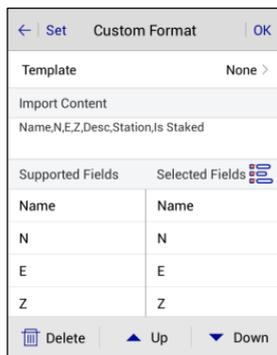 ← Set Custom Format OK
Template None >
Import Content
Name,N,E,Z,Desc,Station,Is Staked
Supported Fields Selected Fields
Name Name
N N
E E
Z Z
Delete Up Down